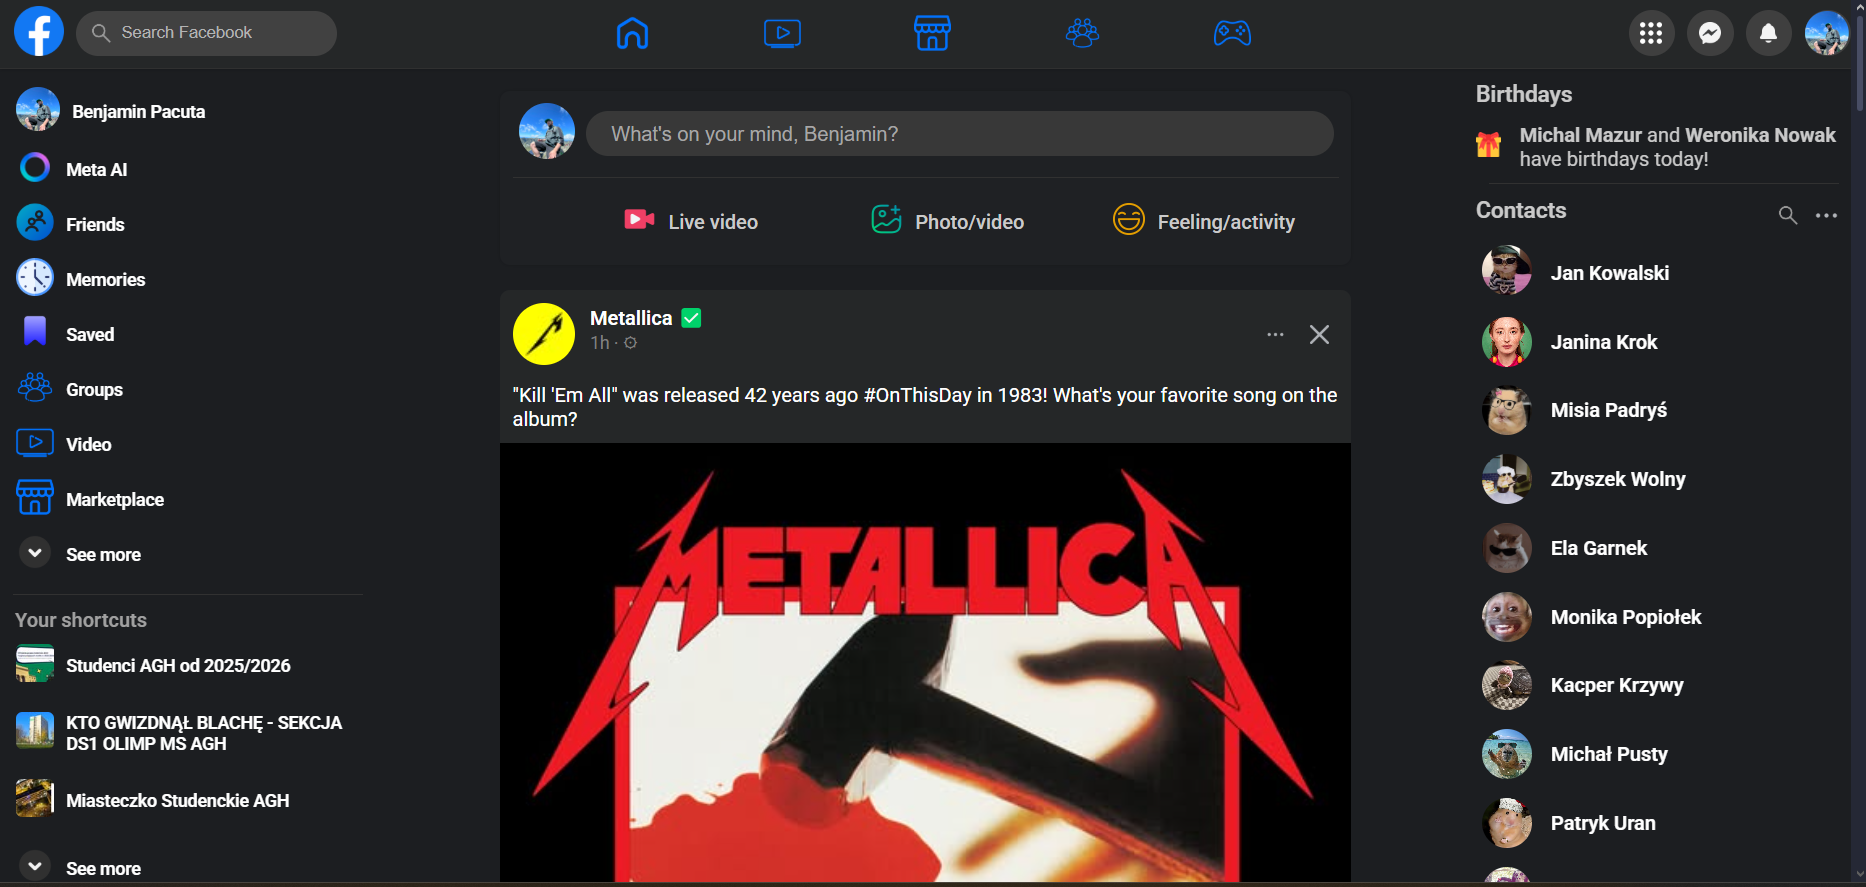 Search Facebook
Benjamin Pacuta
Meta AI
Friends
Memories
Saved
Groups
Video
Marketplace
See more
Your shortcuts
Studenci AGH od 2025/2026
KTO GWIZDNĄŁ BLACHĘ - SEKCJA
DS1 OLIMP MS AGH
Miasteczko Studenckie AGH
See more
What's on your mind, Benjamin?
Live video
Photo/video
Feeling/activity
Metallica
1h ·
"Kill 'Em All" was released 42 years ago #OnThisDay in 1983! What's your favorite song on the
album?
METALLICA
Birthdays
Michal Mazur and Weronika Nowak
have birthdays today!
Contacts
Jan Kowalski
Janina Krok
Misia Padryś
Zbyszek Wolny
Ela Garnek
Monika Popiołek
Kacper Krzywy
Michał Pusty
Patryk Uran